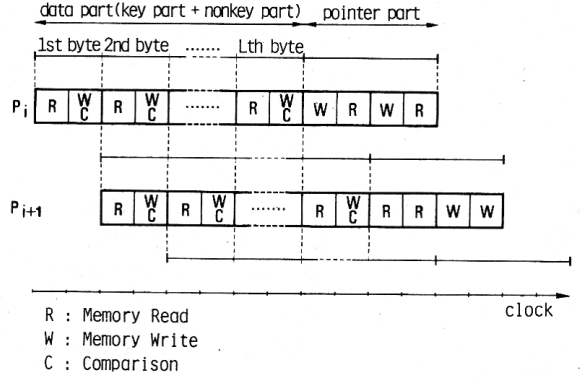 data part(key part + nonkey part) pointer part
1st byte 2nd byte ....... Lth byte
Pi R W C R W C ....... R W C W R W R
Pi+1 R W C R W C ....... R W C R R W W
clock
R : Memory Read
W : Memory Write
C : Comparison